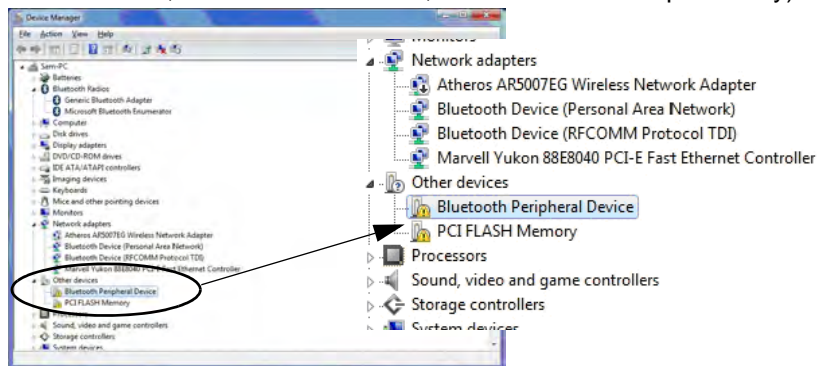 Device Manager
File Action View Help
Sam-PC
Batteries
Bluetooth Radios
Generic Bluetooth Adapter
Microsoft Bluetooth Enumerator
Computer
Disk drives
Display adapters
DVD/CD-ROM drives
IDE ATA/ATAPI controllers
Imaging devices
Keyboards
Mice and other pointing devices
Monitors
Network adapters
Atheros AR5007EG Wireless Network Adapter
Bluetooth Device (Personal Area Network)
Bluetooth Device (RFCOMM Protocol TDI)
Marvell Yukon 88E8040 PCI-E Fast Ethernet Controller
Other devices
Bluetooth Peripheral Device
PCI FLASH Memory
Processors
Sound, video and game controllers
Storage controllers
System devices
Monitors
Network adapters
Atheros AR5007EG Wireless Network Adapter
Bluetooth Device (Personal Area Network)
Bluetooth Device (RFCOMM Protocol TDI)
Marvell Yukon 88E8040 PCI-E Fast Ethernet Controller
Other devices
Bluetooth Peripheral Device
PCI FLASH Memory
Processors
Sound, video and game controllers
Storage controllers
System devices